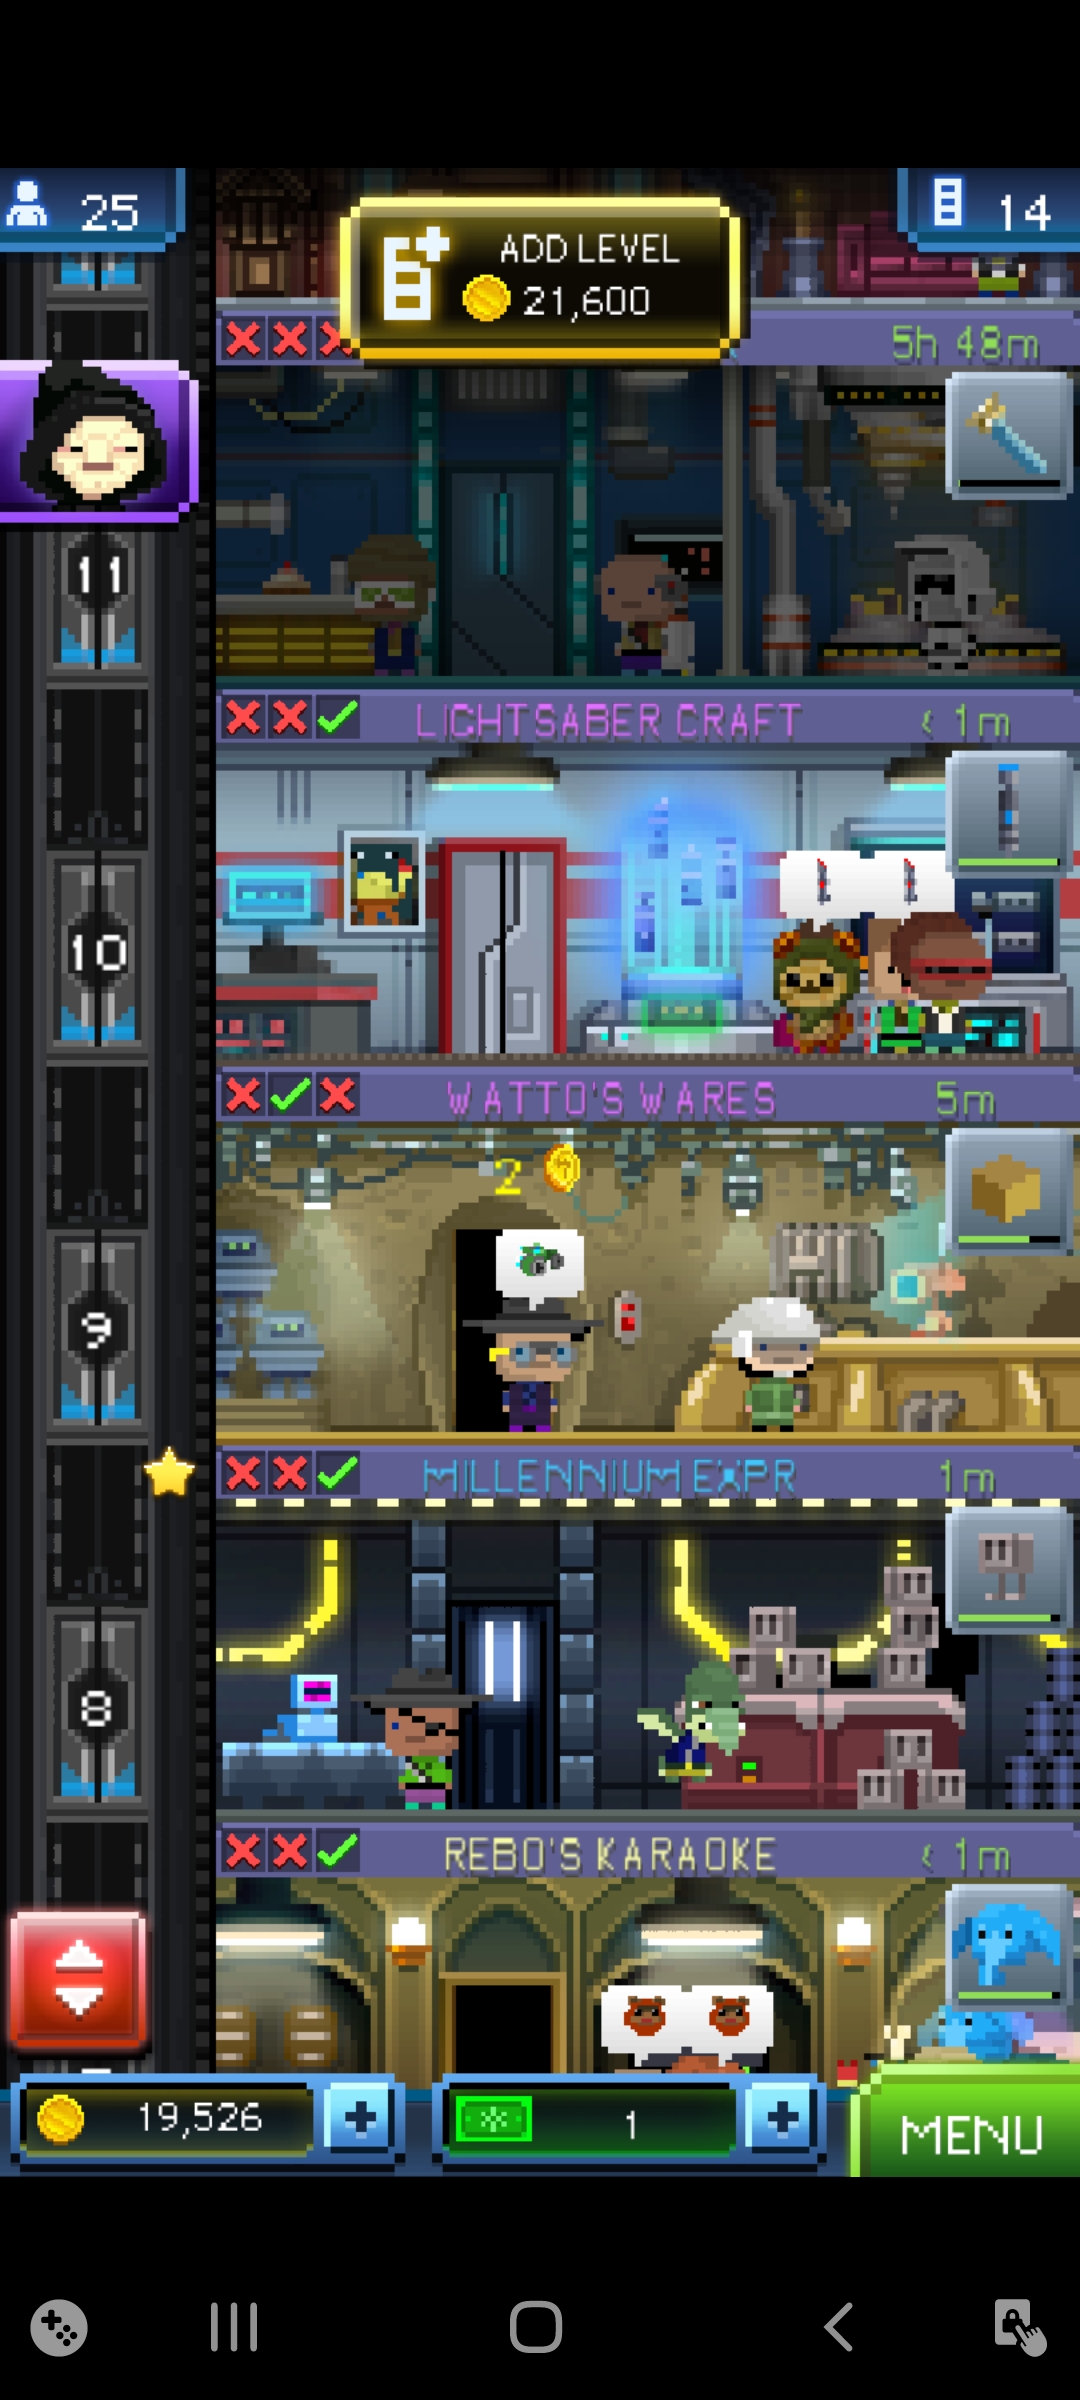 25
14
ADD LEVEL
21,600
5h 48m
11
LIGHTSABER CRAFT
< 1m
10
WATTO'S WARES
5m
2
9
MILLENNIUM EXPR
1m
8
REBO'S KARAOKE
< 1m
19,526
1
MENU